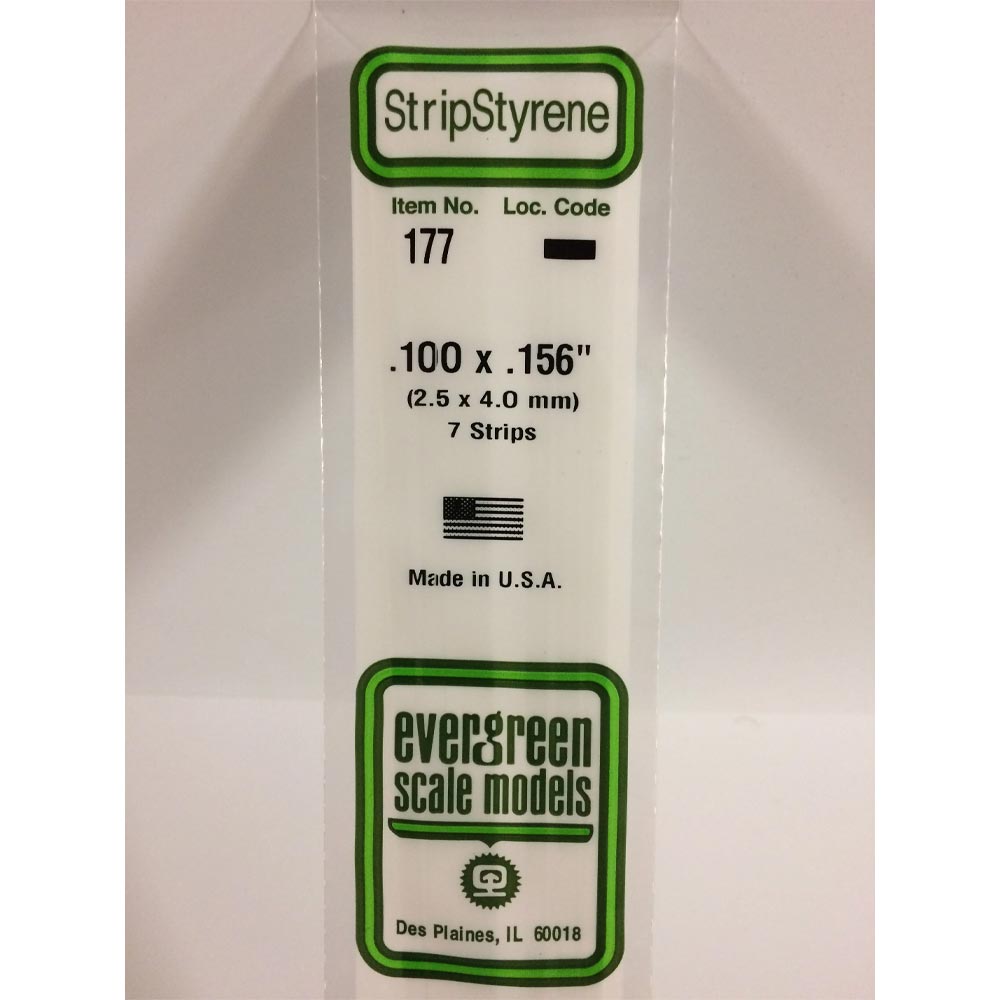 StripStyrene
Item No. Loc. Code
177
.100 x .156"
(2.5 x 4.0 mm)
7 Strips
Made in U.S.A.
evergreen
scale models
Des Plaines, IL 60018